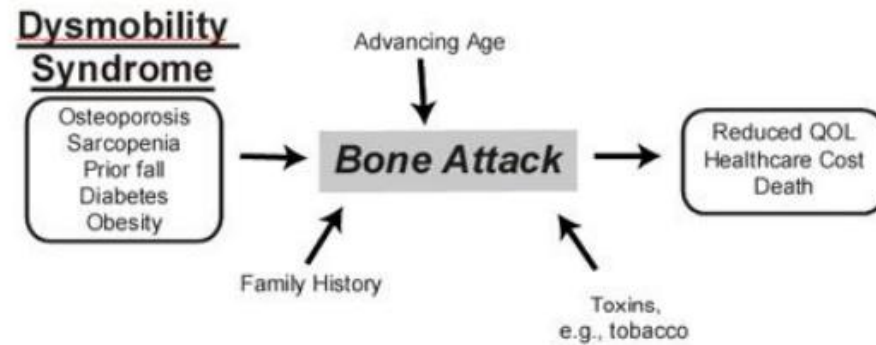 Dysmobility
Syndrome
Osteoporosis
Sarcopenia
Prior fall
Diabetes
Obesity
Advancing Age
Bone Attack
Family History
Toxins,
e.g., tobacco
Reduced QOL
Healthcare Cost
Death